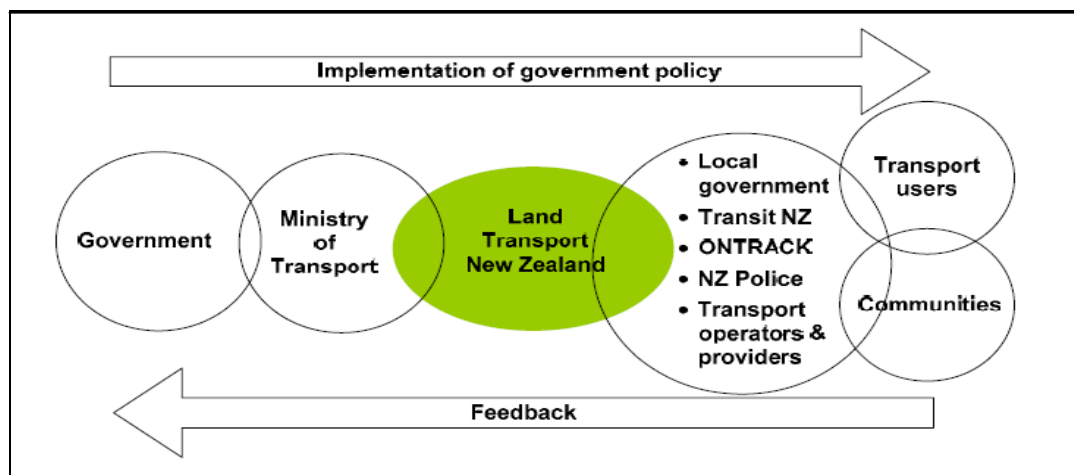 Implementation of government policy
Government
Ministry
of
Transport
Land
Transport
New Zealand
• Local
government
• Transit NZ
• ONTRACK
• NZ Police
• Transport
operators &
providers
Transport
users
Communities
Feedback